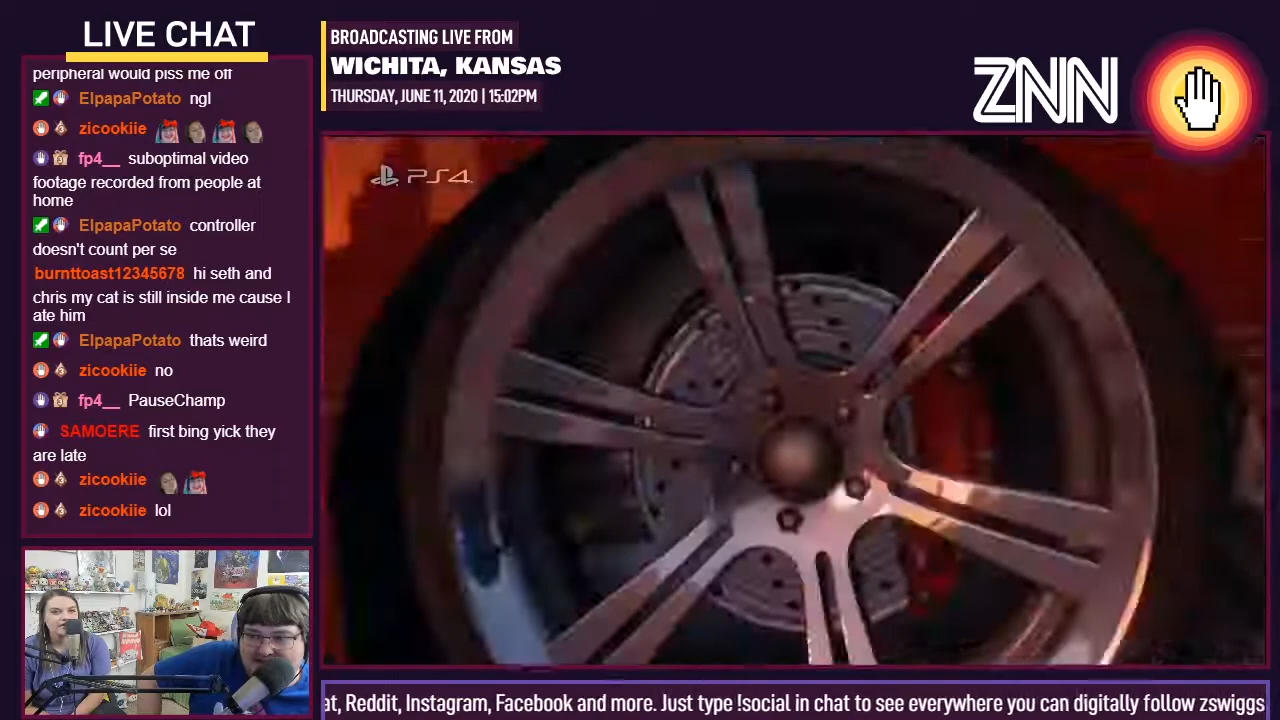 LIVE CHAT
peripheral would piss me off
ElpapaPotato ngl
zicookiie
fp4__ suboptimal video
footage recorded from people at
home
ElpapaPotato controller
doesn't count per se
burnttoast12345678 hi seth and
chris my cat is still inside me cause I
ate him
ElpapaPotato thats weird
zicookiie no
fp4__ PauseChamp
SAMOERE first bing yick they
are late
zicookiie
zicookiie lol
BROADCASTING LIVE FROM
WICHITA, KANSAS
THURSDAY, JUNE 11, 2020 | 15:02PM
ZNN
PS4
at, Reddit, Instagram, Facebook and more. Just type !social in chat to see everywhere you can digitally follow zswiggs